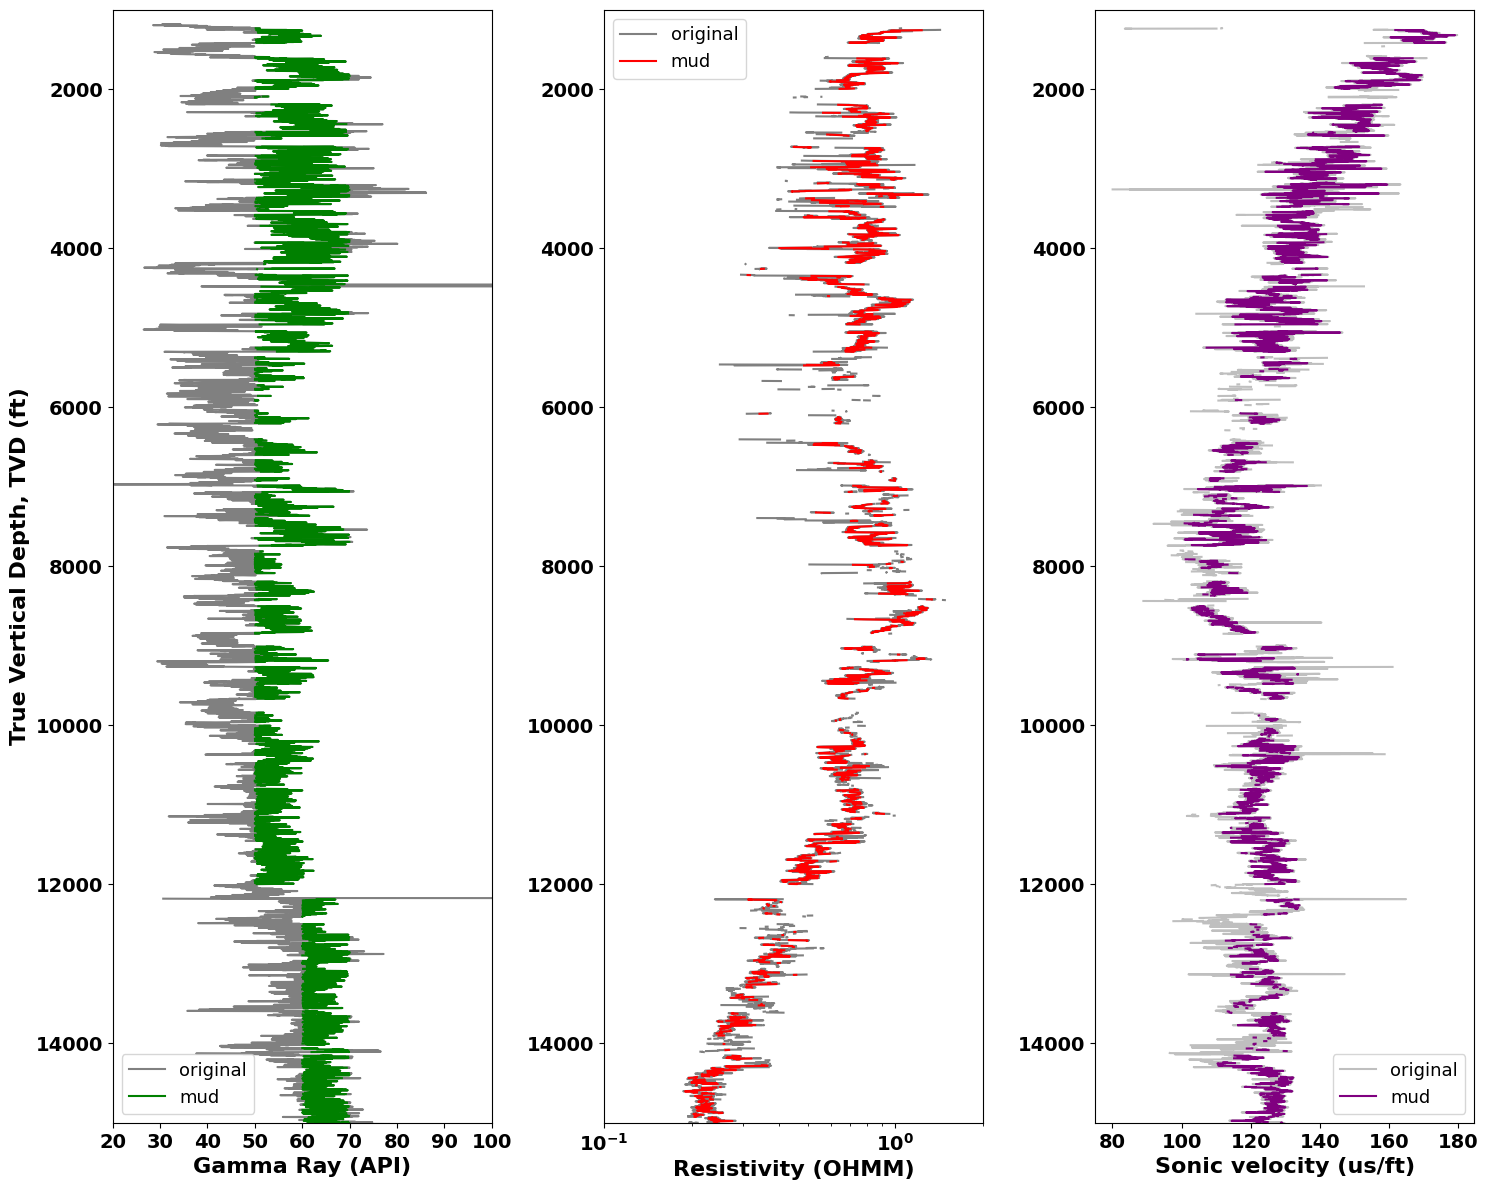 True Vertical Depth, TVD (ft)
2000
4000
6000
8000
10000
12000
14000
original
mud
20 30 40 50 60 70 80 90 100
Gamma Ray (API)
original
mud
2000
4000
6000
8000
10000
12000
14000
10⁻¹ 10⁰
Resistivity (OHMM)
2000
4000
6000
8000
10000
12000
14000
original
mud
80 100 120 140 160 180
Sonic velocity (us/ft)